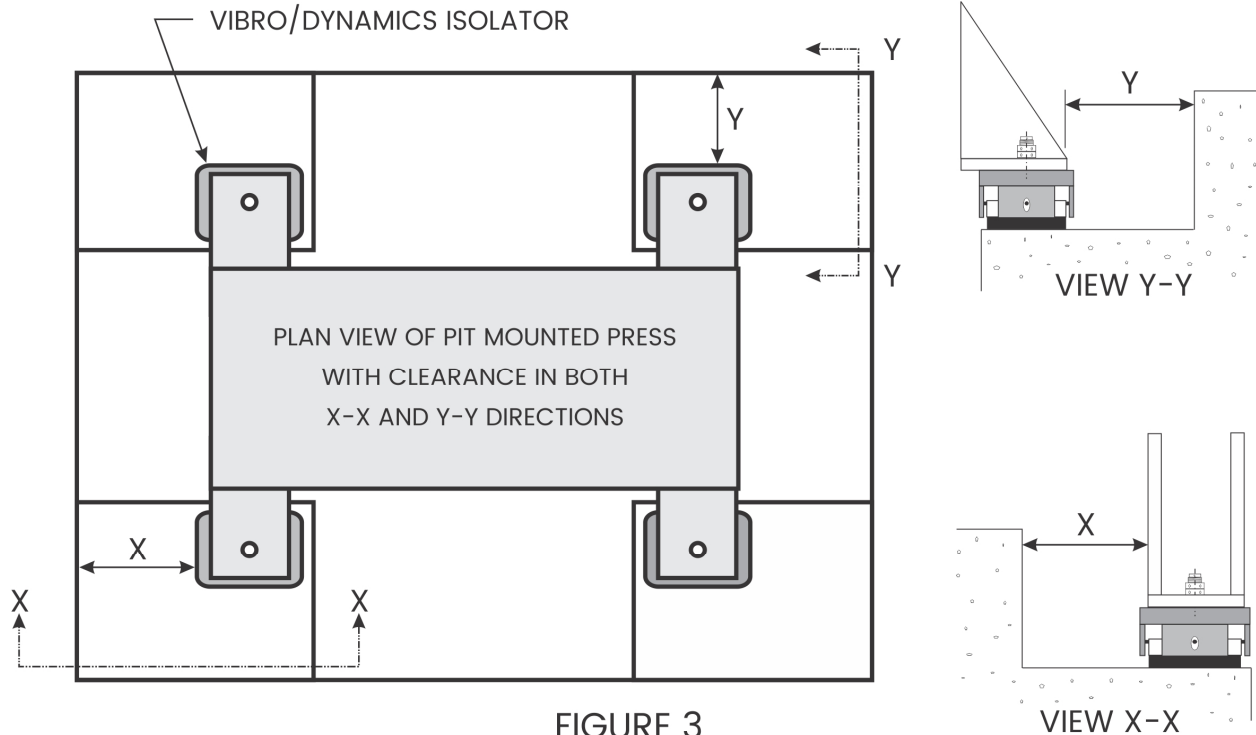 VIBRO/DYNAMICS ISOLATOR
Y
Y
Y
PLAN VIEW OF PIT MOUNTED PRESS
WITH CLEARANCE IN BOTH
X-X AND Y-Y DIRECTIONS
X
X
X
FIGURE 3
Y
VIEW Y-Y
X
VIEW X-X